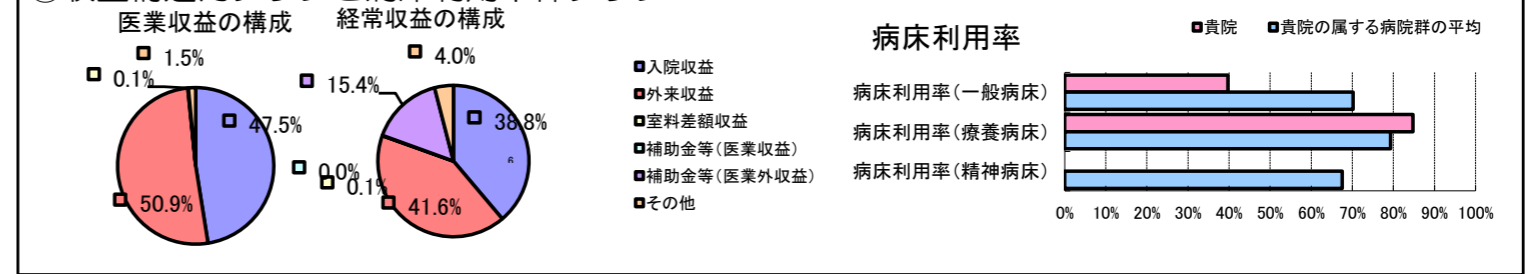 医業収益の構成
1.5%
0.1%
47.5%
50.9%
経常収益の構成
4.0%
15.4%
38.8%
6
0.0%
0.1%
41.6%
入院収益
外来収益
室料差額収益
補助金等(医業収益)
補助金等(医業外収益)
その他
病床利用率
貴院
貴院の属する病院群の平均
病床利用率(一般病床)
病床利用率(療養病床)
病床利用率(精神病床)
0% 10% 20% 30% 40% 50% 60% 70% 80% 90% 100%